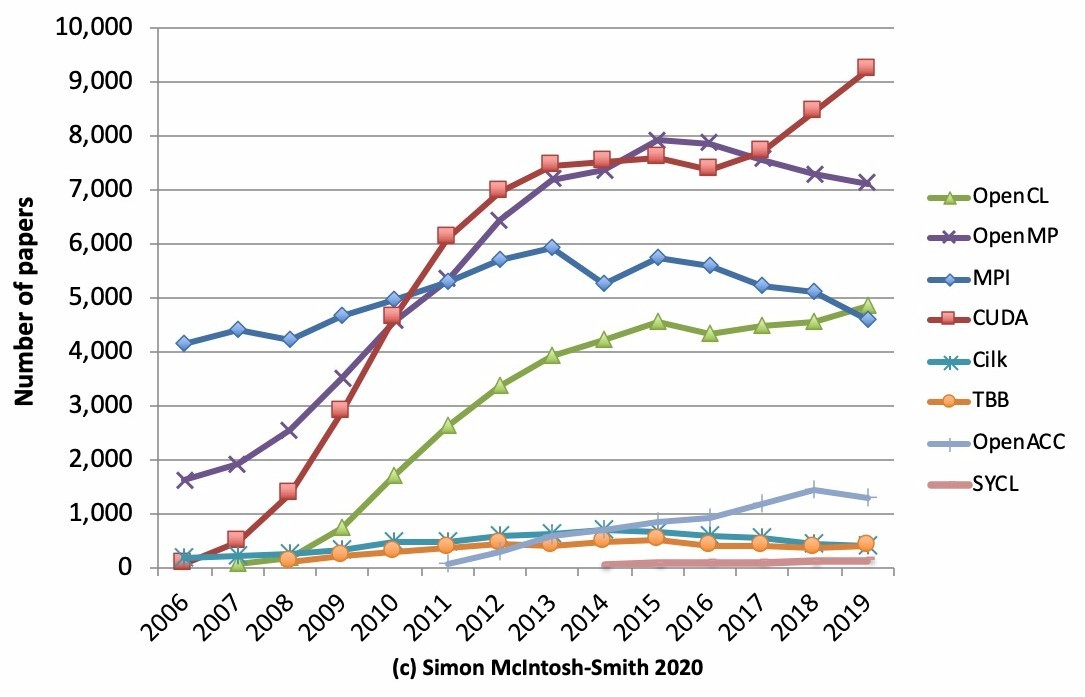 10,000
9,000
8,000
7,000
6,000
5,000
4,000
3,000
2,000
1,000
0
Number of papers
2006
2007
2008
2009
2010
2011
2012
2013
2014
2015
2016
2017
2018
2019
(c) Simon McIntosh-Smith 2020
OpenCL
OpenMP
MPI
CUDA
Cilk
TBB
OpenACC
SYCL